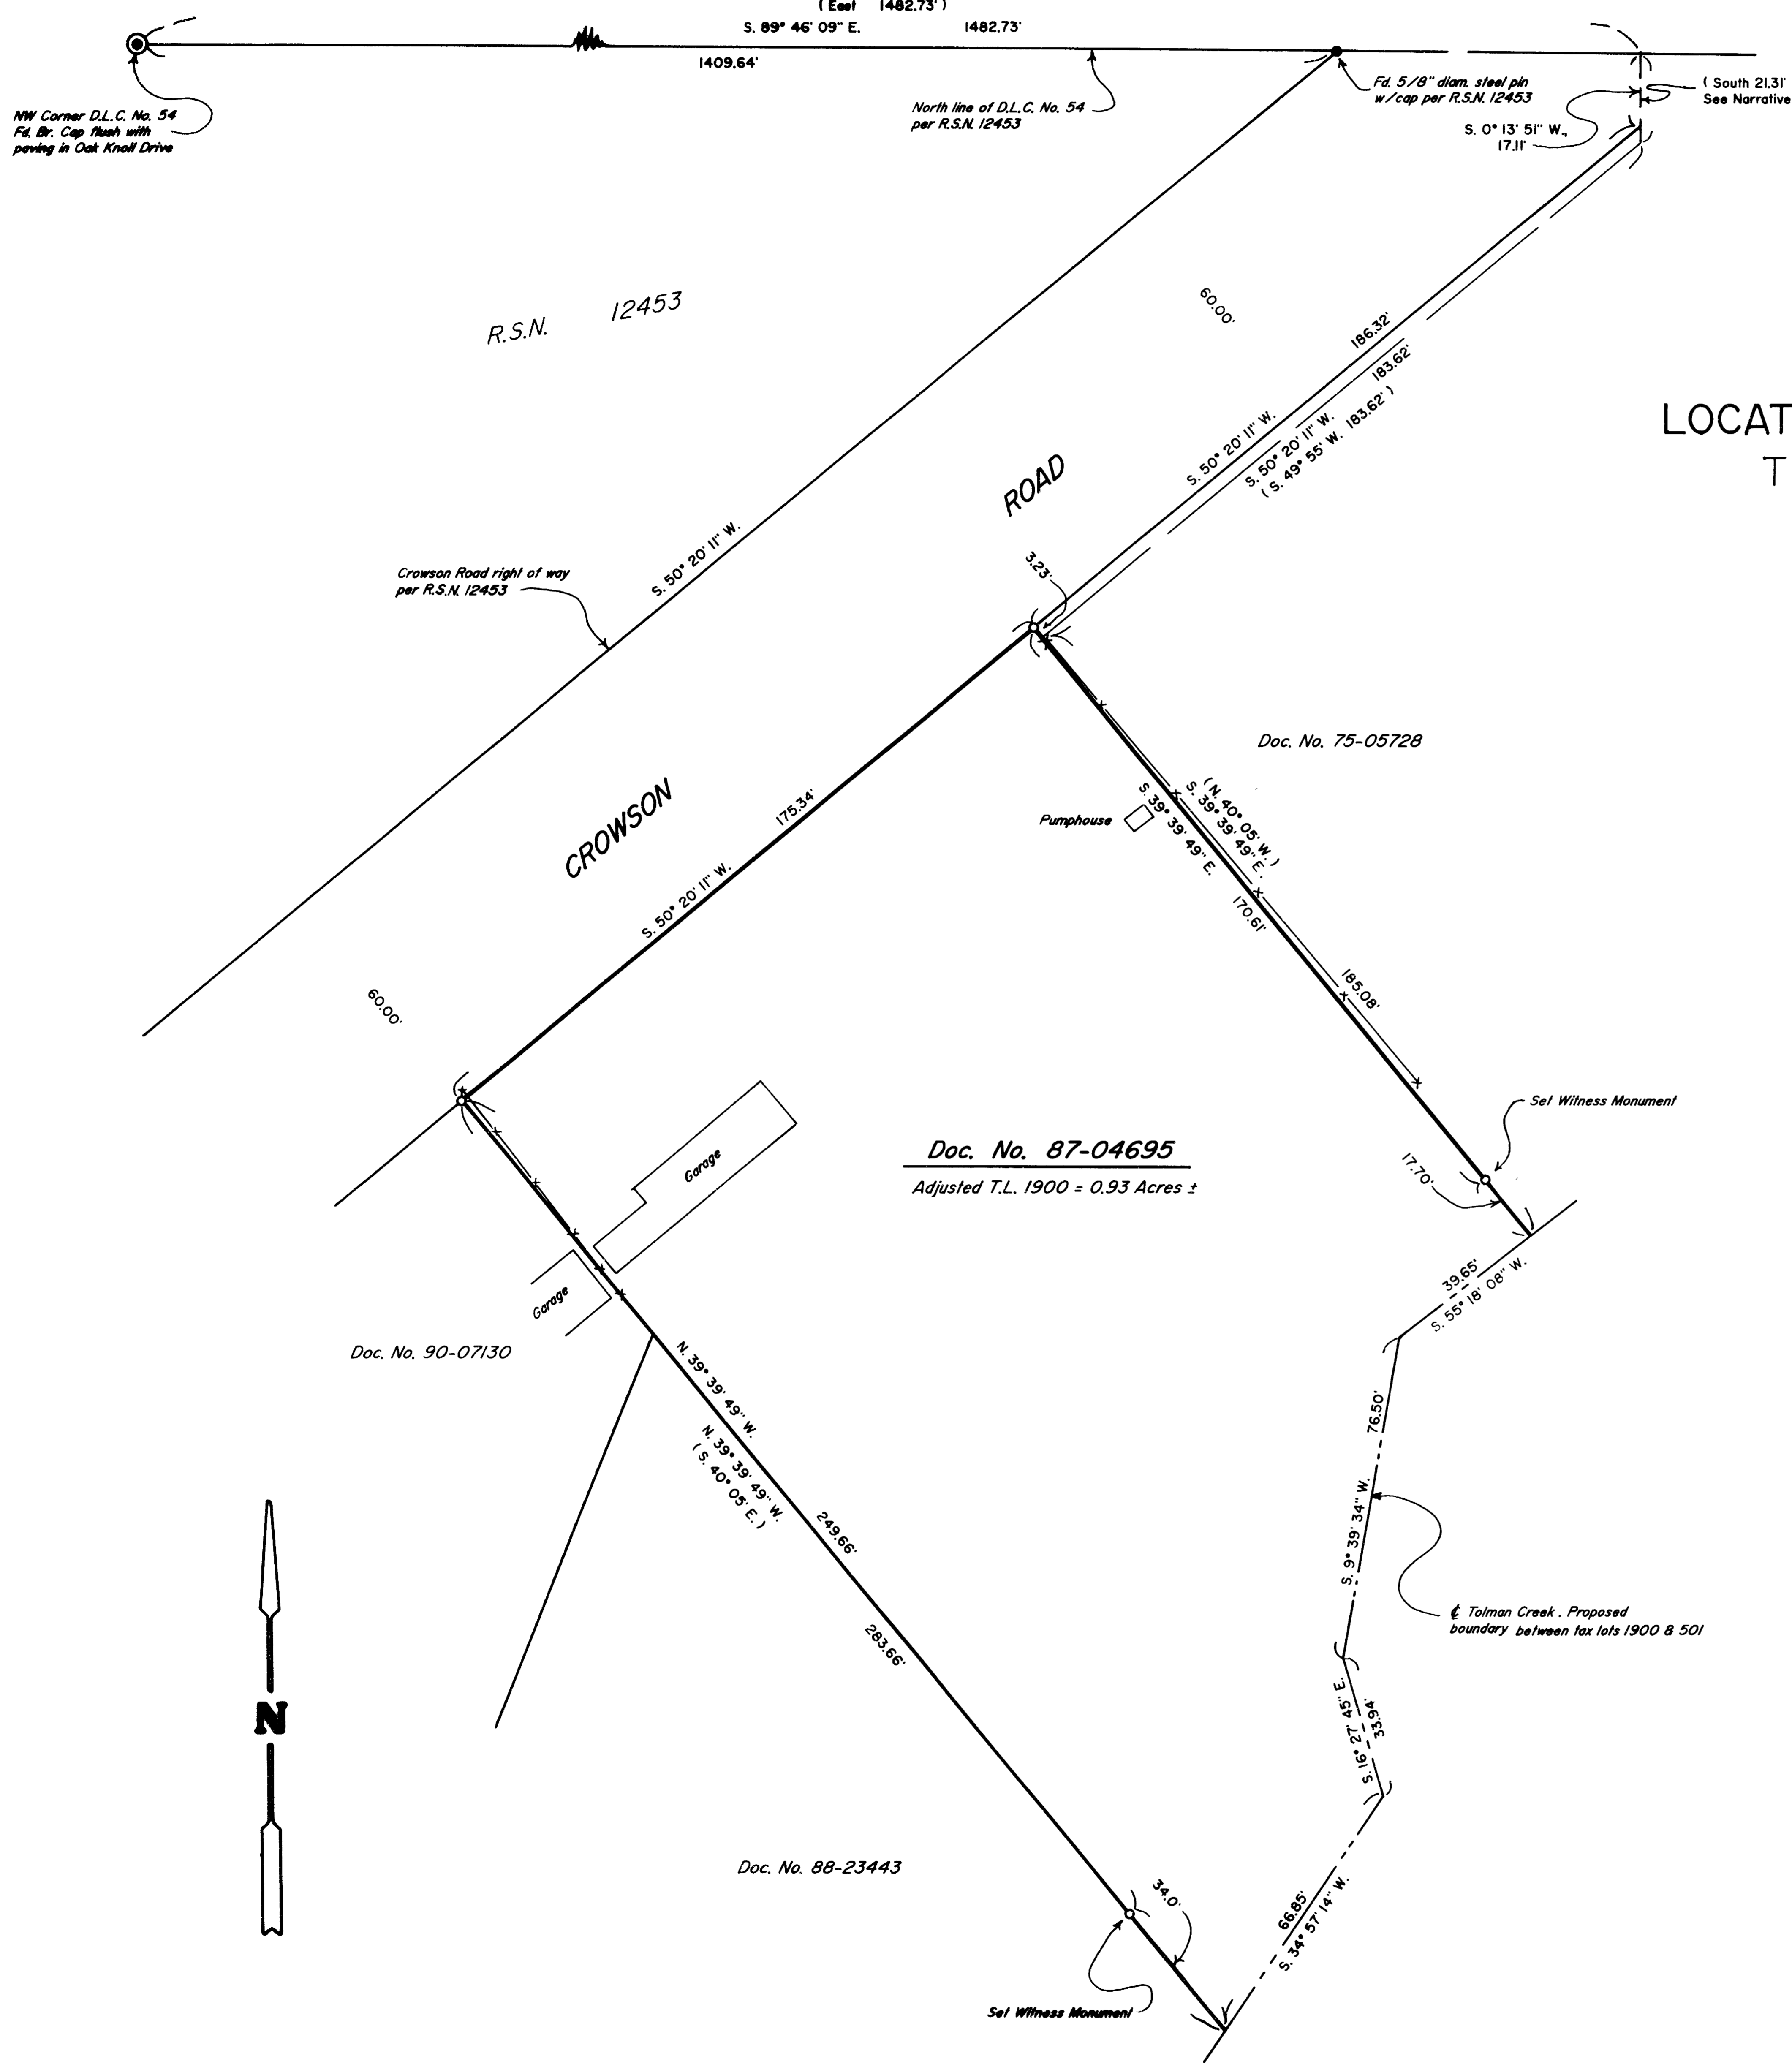 ( East 1482.73' )
S. 89° 46' 09" E. 1482.73'
1409.64'
NW Corner D.L.C. No. 54
Fd. Br. Cap flush with
paving in Oak Knoll Drive
North line of D.L.C. No. 54
per R.S.N. 12453
Fd. 5/8" diam. steel pin
w/cap per R.S.N. 12453
( South 21.31'
See Narrative
S. 0° 13' 51" W.,
17.11'
R.S.N. 12453
60.00'
186.32'
183.62'
S. 50° 20' 11" W.
S. 50° 20' 11" W.
( S. 49° 55' W. 183.62' )
LOCAT
T
ROAD
S. 50° 20' 11" W.
Crowson Road right of way
per R.S.N. 12453
3.23'
Doc. No. 75-05728
CROWSON
175.34'
S. 50° 20' 11" W.
Pumphouse
( N. 40° 05' W. )
S. 39° 39' 49" E.
S. 39° 39' 49" E.
170.61'
185.08'
60.00'
Set Witness Monument
17.70'
Garage
Doc. No. 87-04695
Adjusted T.L. 1900 = 0.93 Acres ±
Garage
39.65'
S. 55° 18' 08" W.
Doc. No. 90-07130
N. 39° 39' 49" W.
N. 39° 39' 49" W.
( S. 40° 05' E. )
76.50'
S. 9° 39' 34" W.
249.66'
283.66'
℄ Tolman Creek . Proposed
boundary between tax lots 1900 & 501
N
S. 16° 27' 45" E.
33.94'
Doc. No. 88-23443
34.0'
66.85'
S. 34° 57' 14" W.
Set Witness Monument